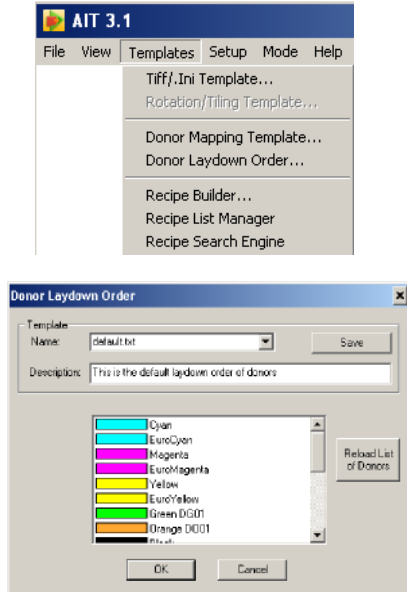 AIT 3.1
File View Templates Setup Mode Help
Tiff/.Ini Template...
Rotation/Tiling Template...
Donor Mapping Template...
Donor Laydown Order...
Recipe Builder...
Recipe List Manager
Recipe Search Engine
Donor Laydown Order
Template
Name: default.txt Save
Description: This is the default laydown order of donors
Cyan
EuroCyan
Magenta
EuroMagenta
Yellow
EuroYellow
Green DG01
Orange DO01
Reload List
of Donors
OK Cancel